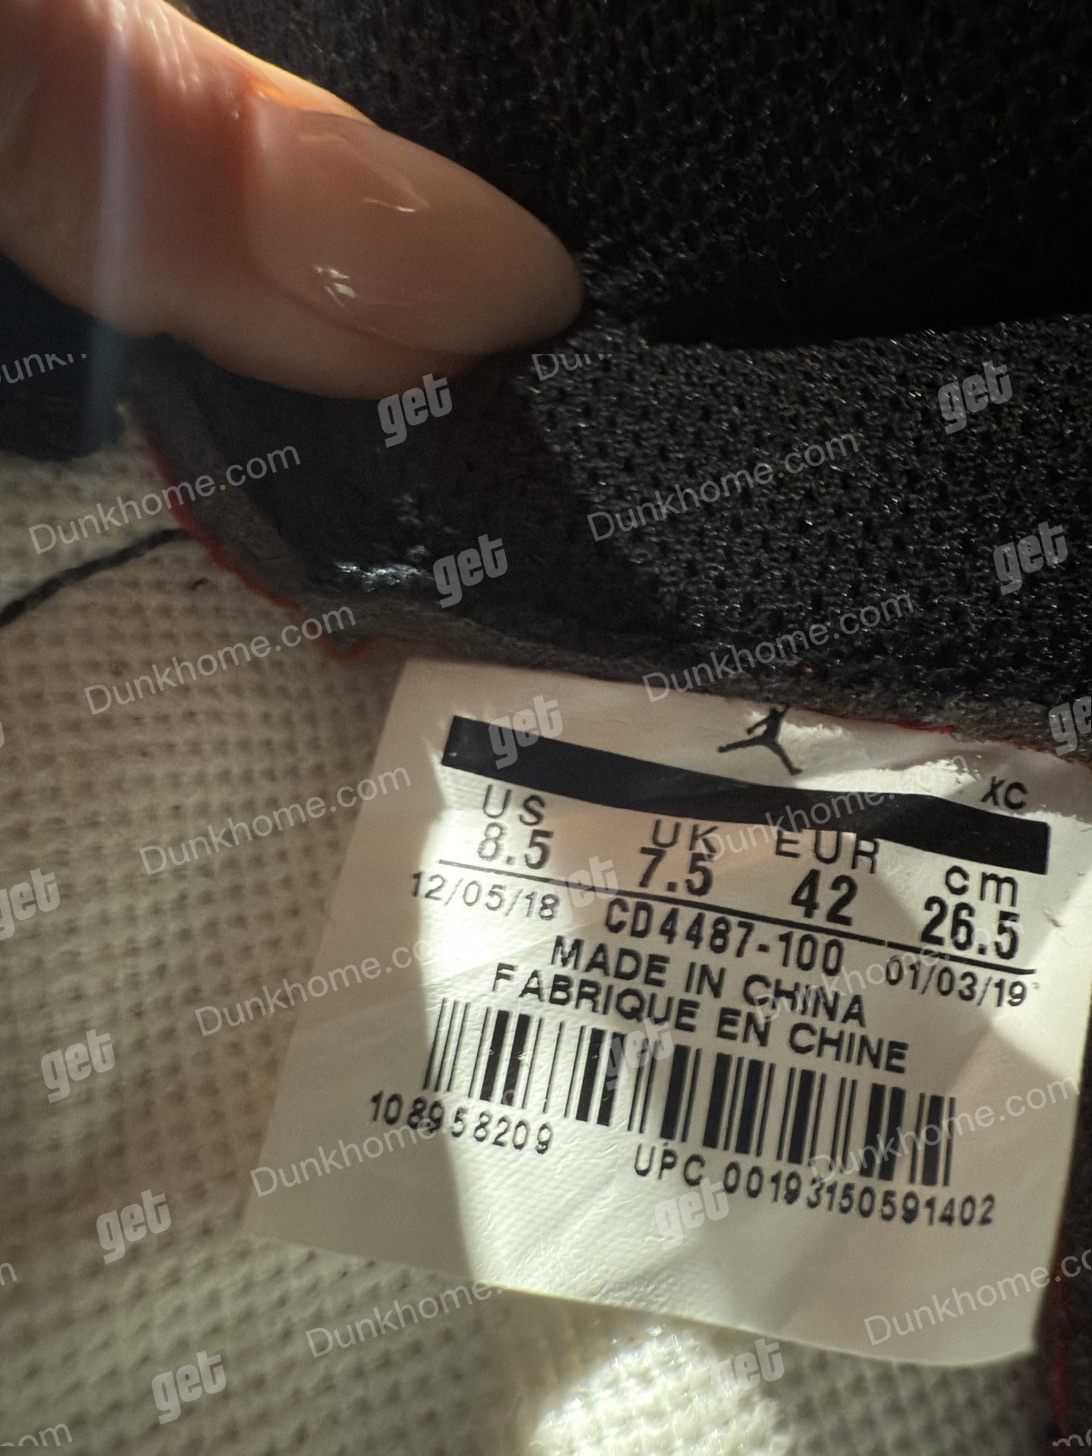 XC
US UK EUR cm
8.5 7.5 42 26.5
12/05/18 CD4487-100 01/03/19
MADE IN CHINA
FABRIQUE EN CHINE
108958209
UPC 00193150591402
get
Dunkhome.com